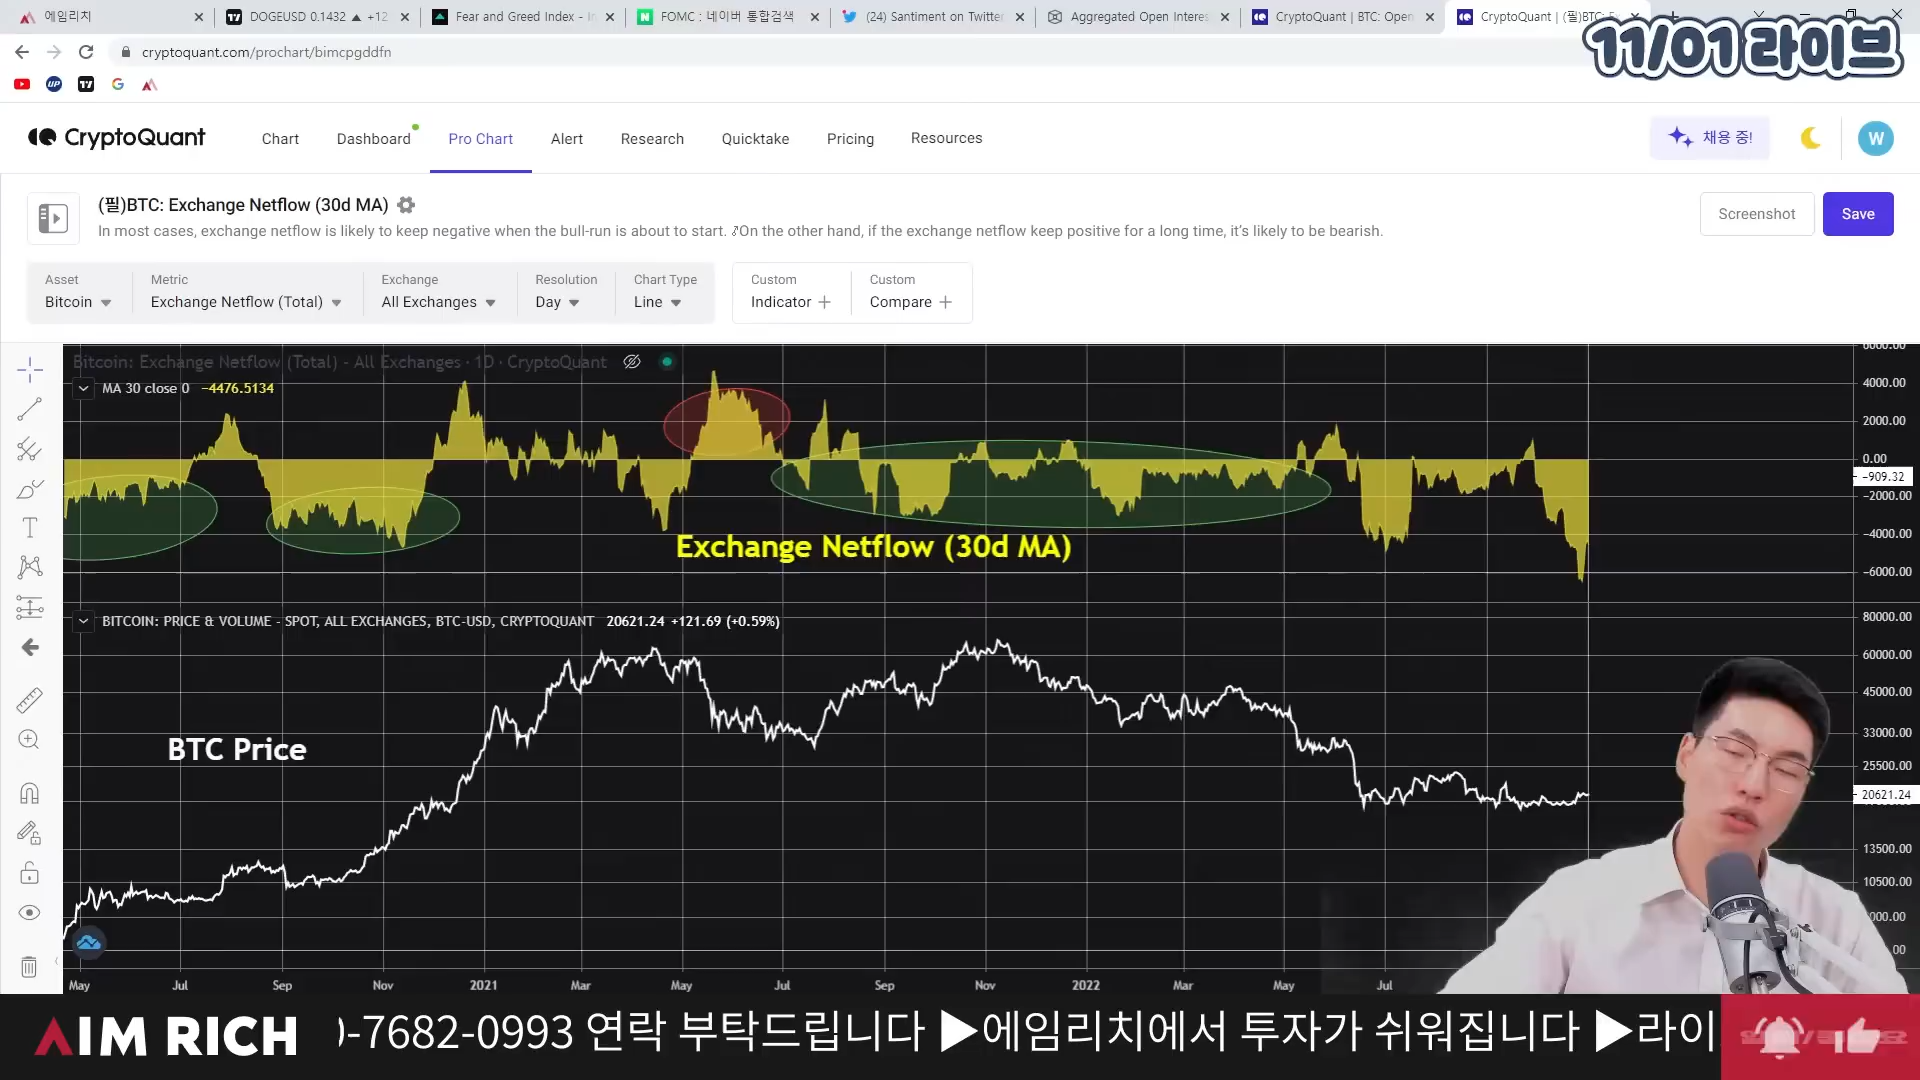 에임리치
DOGEUSD 0.1432 ▲ +12
Fear and Greed Index - In
FOMC : 네이버 통합검색
(24) Santiment on Twitter
Aggregated Open Interes
CryptoQuant | BTC: Open
CryptoQuant | (필)BTC: Ex
11/01 라이브
cryptoquant.com/prochart/bimcpgddfn
CryptoQuant
Chart
Dashboard
Pro Chart
Alert
Research
Quicktake
Pricing
Resources
채용 중!
W
(필)BTC: Exchange Netflow (30d MA)
In most cases, exchange netflow is likely to keep negative when the bull-run is about to start. On the other hand, if the exchange netflow keep positive for a long time, it's likely to be bearish.
Screenshot
Save
Asset
Bitcoin
Metric
Exchange Netflow (Total)
Exchange
All Exchanges
Resolution
Day
Chart Type
Line
Custom
Indicator
Custom
Compare
Bitcoin: Exchange Netflow (Total) - All Exchanges · 1D · CryptoQuant
MA 30 close 0 −4476.5134
6000.00
4000.00
2000.00
0.00
−909.32
−2000.00
−4000.00
−6000.00
Exchange Netflow (30d MA)
BITCOIN: PRICE & VOLUME - SPOT, ALL EXCHANGES, BTC-USD, CRYPTOQUANT 20621.24 +121.69 (+0.59%)
BTC Price
80000.00
60000.00
45000.00
33000.00
25500.00
20621.24
13500.00
10500.00
May Jul Sep Nov 2021 Mar May Jul Sep Nov 2022 Mar May Jul
AIM RICH
-7682-0993 연락 부탁드립니다 ▶에임리치에서 투자가 쉬워집니다 ▶라이